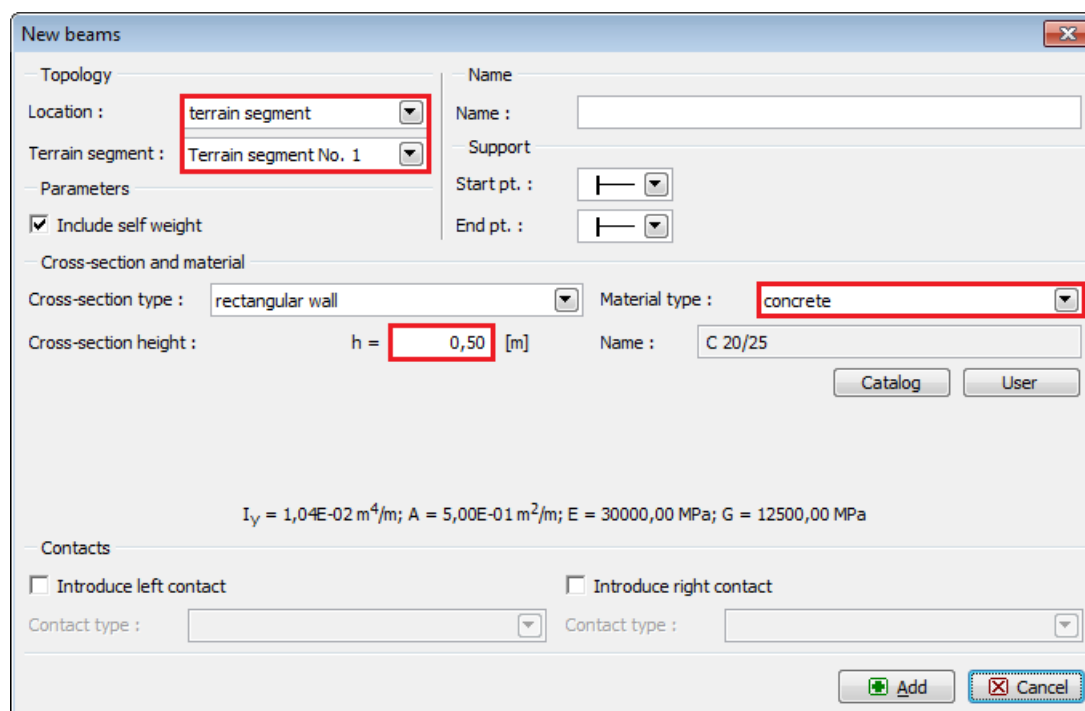 New beams
Topology
Name
Location :
terrain segment
Name :
Terrain segment :
Terrain segment No. 1
Support
Parameters
Start pt. :
Include self weight
End pt. :
Cross-section and material
Cross-section type :
rectangular wall
Material type :
concrete
Cross-section height :
h =
0,50
[m]
Name :
C 20/25
Catalog
User
Iy = 1,04E-02 m⁴/m; A = 5,00E-01 m²/m; E = 30000,00 MPa; G = 12500,00 MPa
Contacts
Introduce left contact
Introduce right contact
Contact type :
Contact type :
Add
Cancel